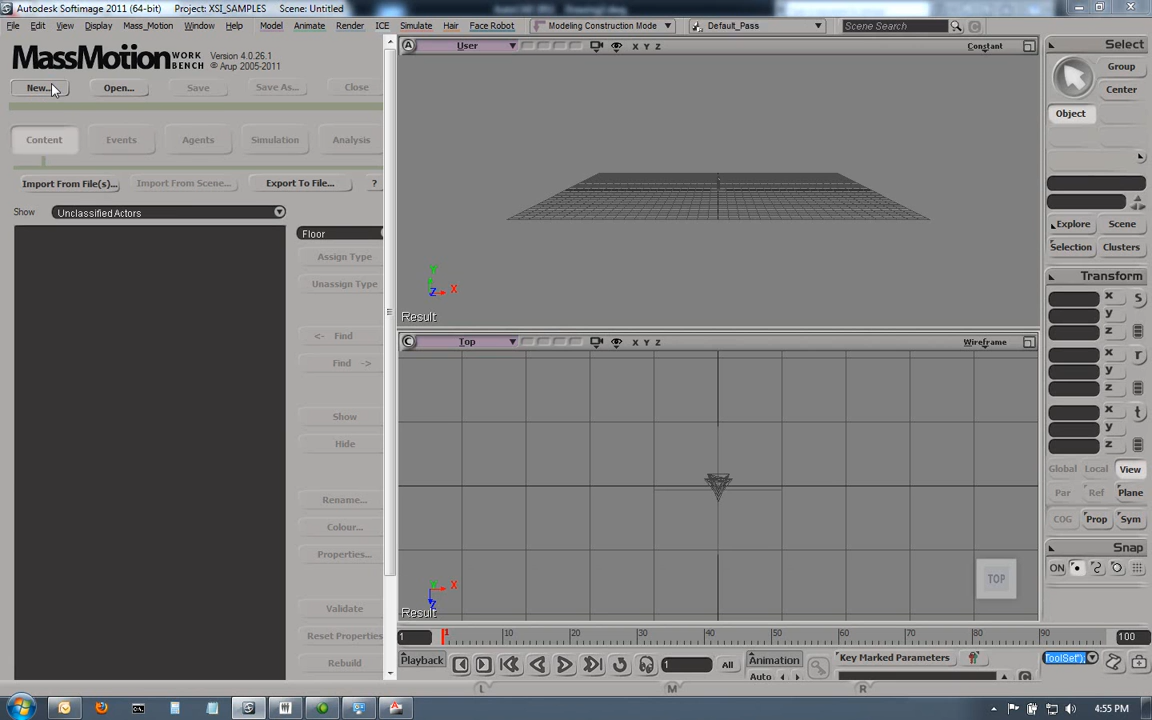 Autodesk Softimage 2011 (64-bit) Project: XSI_SAMPLES Scene: Untitled
File Edit View Display Mass_Motion Window Model Animate Render ICE Simulate Hair Face Robot Modeling Construction Mode Default_Pass Scene Search
MassMotion WORK BENCH Version 4.0.26.1
© Arup 2005-2011
New... Open... Save Save As... Close
Content Events Agents Simulation Analysis
Import From File(s)... Import From Scene... Export To File... ?
Show Unclassified Actors
Floor
Assign Type
Unassign Type
<- Find
Find ->
Show
Hide
Rename...
Colour...
Properties...
Validate
Reset Properties
Rebuild
A User X Y Z Constant
Y
Z X
Result
C Top X Y Z Wireframe
TOP
X
Z
Result
Select
Group
Center
Object
Explore Scene
Selection Clusters
Transform
x s
y
z
x r
y
z
x t
y
z
Global Local View
Par Ref Plane
COG Prop Sym
Snap
ON
1 1 10 20 30 40 50 60 70 80 90 100
Playback 1 All Animation Key Marked Parameters ToolSet");
Auto
L M R
4:55 PM